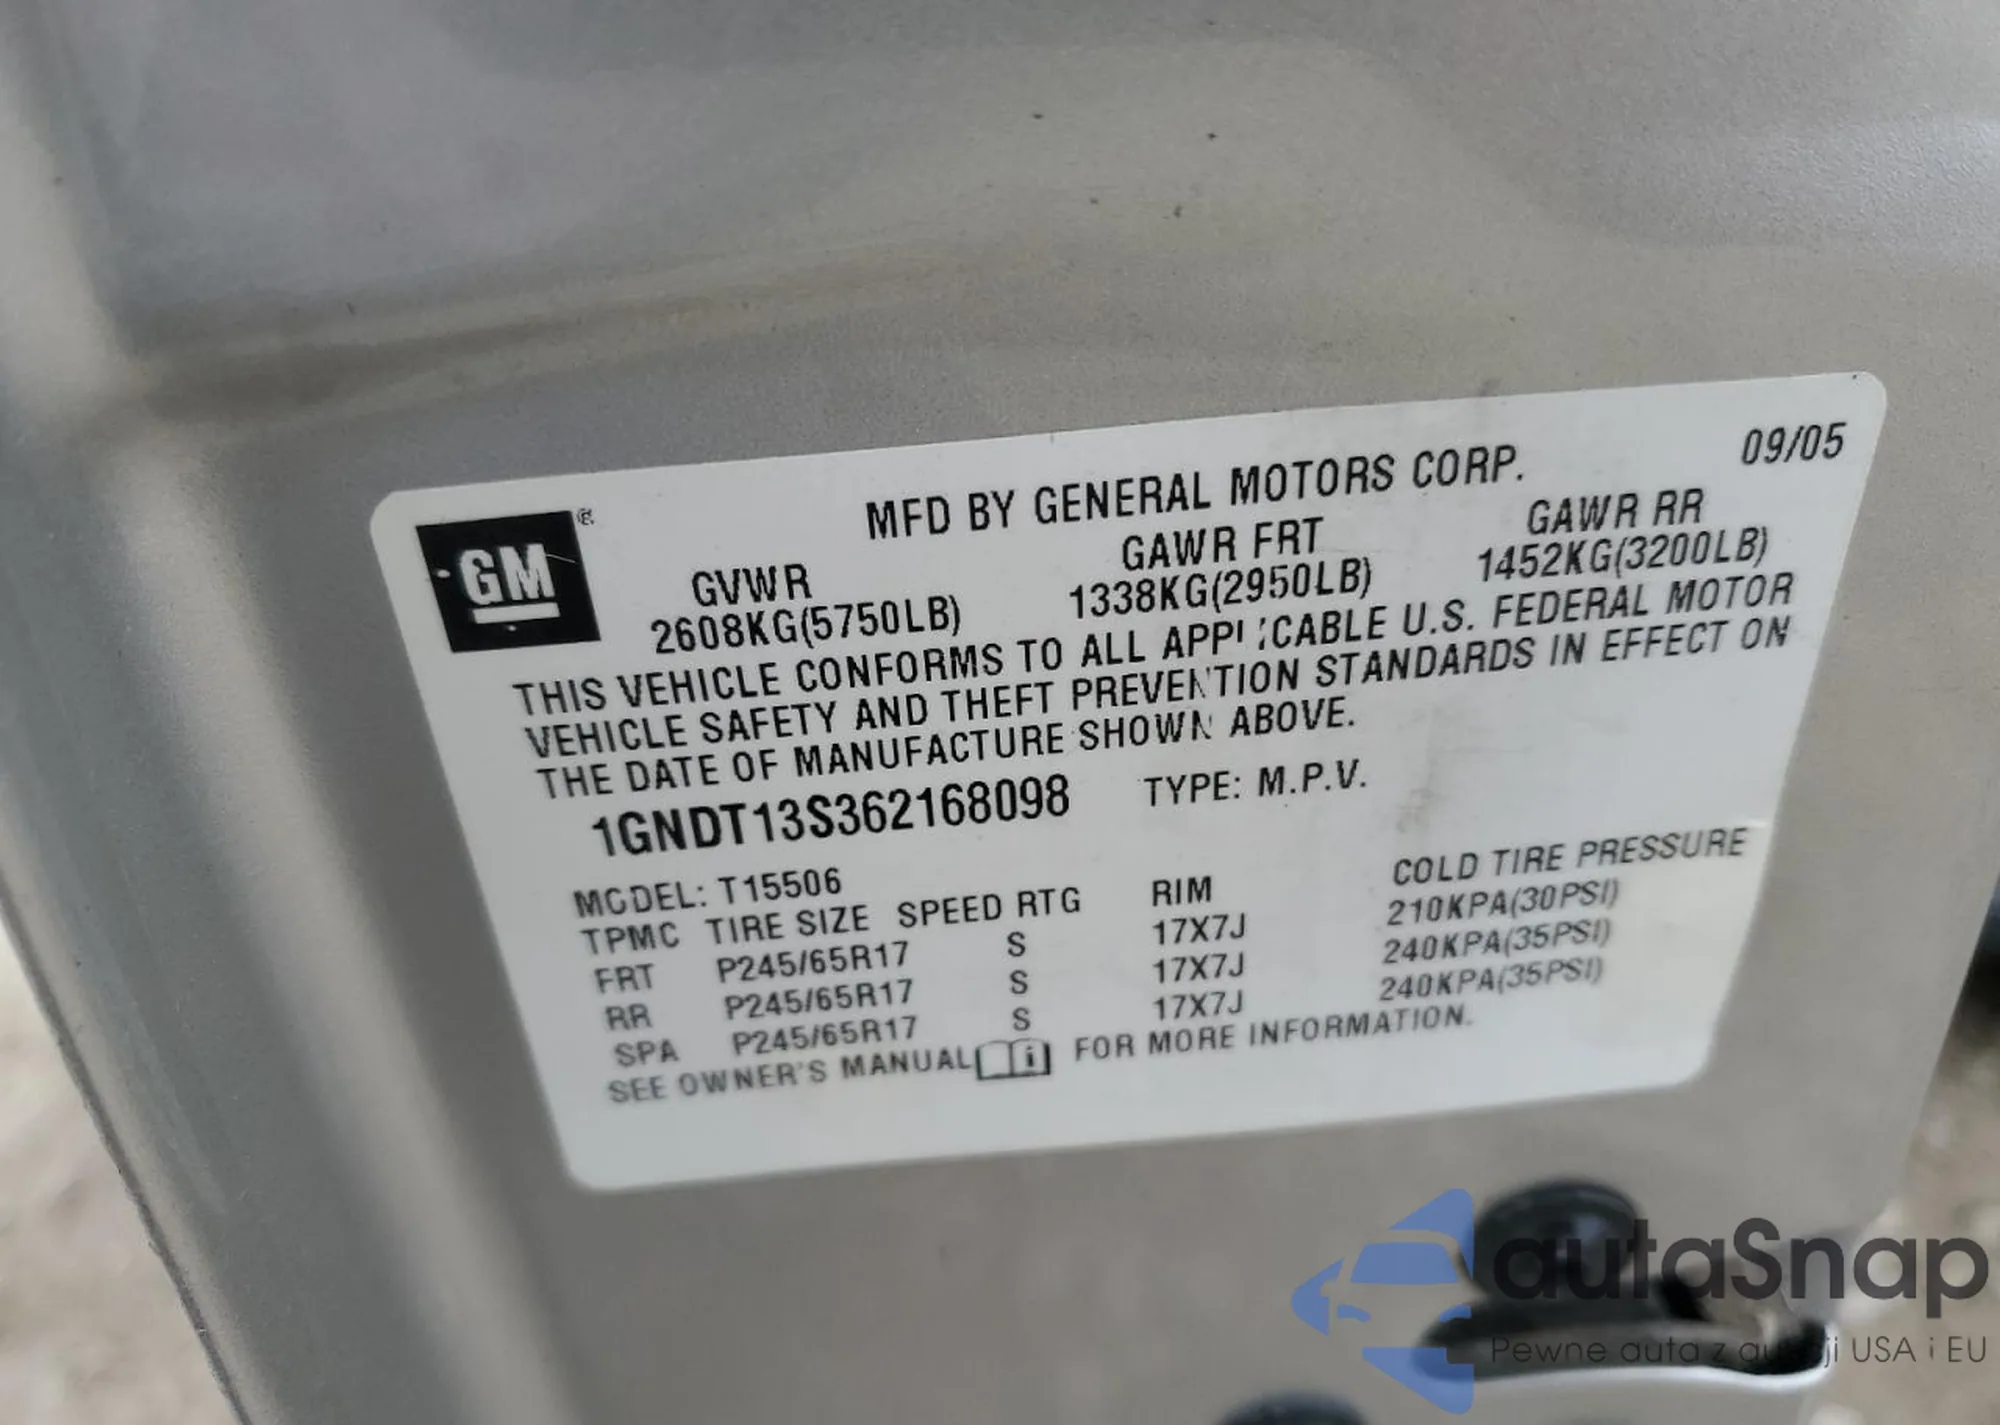 09/05
MFD BY GENERAL MOTORS CORP.
GM ®
GVWR GAWR FRT GAWR RR
2608KG(5750LB) 1338KG(2950LB) 1452KG(3200LB)
THIS VEHICLE CONFORMS TO ALL APPLICABLE U.S. FEDERAL MOTOR
VEHICLE SAFETY AND THEFT PREVENTION STANDARDS IN EFFECT ON
THE DATE OF MANUFACTURE SHOWN ABOVE.
1GNDT13S362168098 TYPE: M.P.V.
MODEL: T15506
TPMC TIRE SIZE SPEED RTG RIM COLD TIRE PRESSURE
FRT P245/65R17 S 17X7J 210KPA(30PSI)
RR P245/65R17 S 17X7J 240KPA(35PSI)
SPA P245/65R17 S 17X7J 240KPA(35PSI)
SEE OWNER'S MANUAL FOR MORE INFORMATION.
autaSnap
Pewne auta z aukcji USA i EU